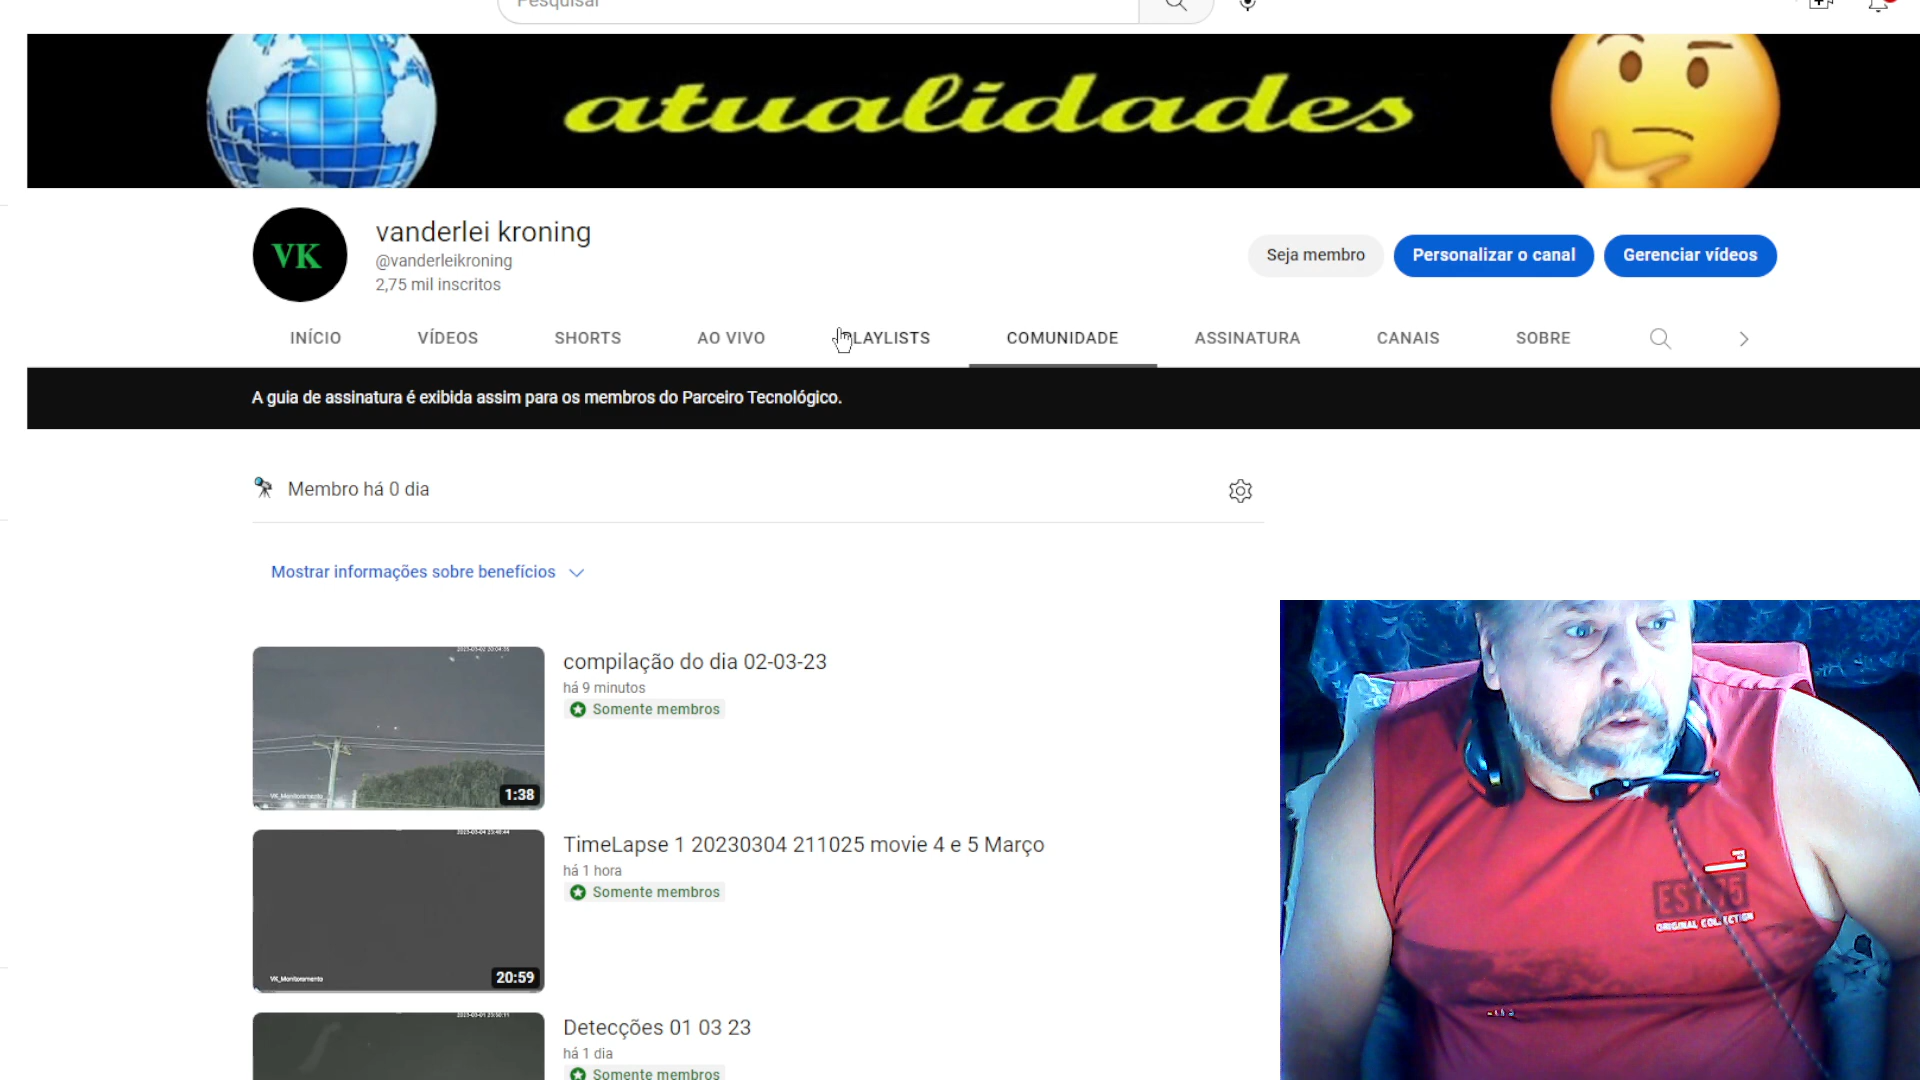 Pesquisar
atualidades
VK
vanderlei kroning
@vanderleikroning
2,75 mil inscritos
Seja membro
Personalizar o canal
Gerenciar vídeos
INÍCIO
VÍDEOS
SHORTS
AO VIVO
PLAYLISTS
COMUNIDADE
ASSINATURA
CANAIS
SOBRE
A guia de assinatura é exibida assim para os membros do Parceiro Tecnológico.
Membro há 0 dia
Mostrar informações sobre benefícios
compilação do dia 02-03-23
há 9 minutos
Somente membros
VK_Monitoramento
1:38
TimeLapse 1 20230304 211025 movie 4 e 5 Março
há 1 hora
Somente membros
VK_Monitoramento
20:59
Detecções 01 03 23
há 1 dia
Somente membros
ORIGINAL COLLECTION